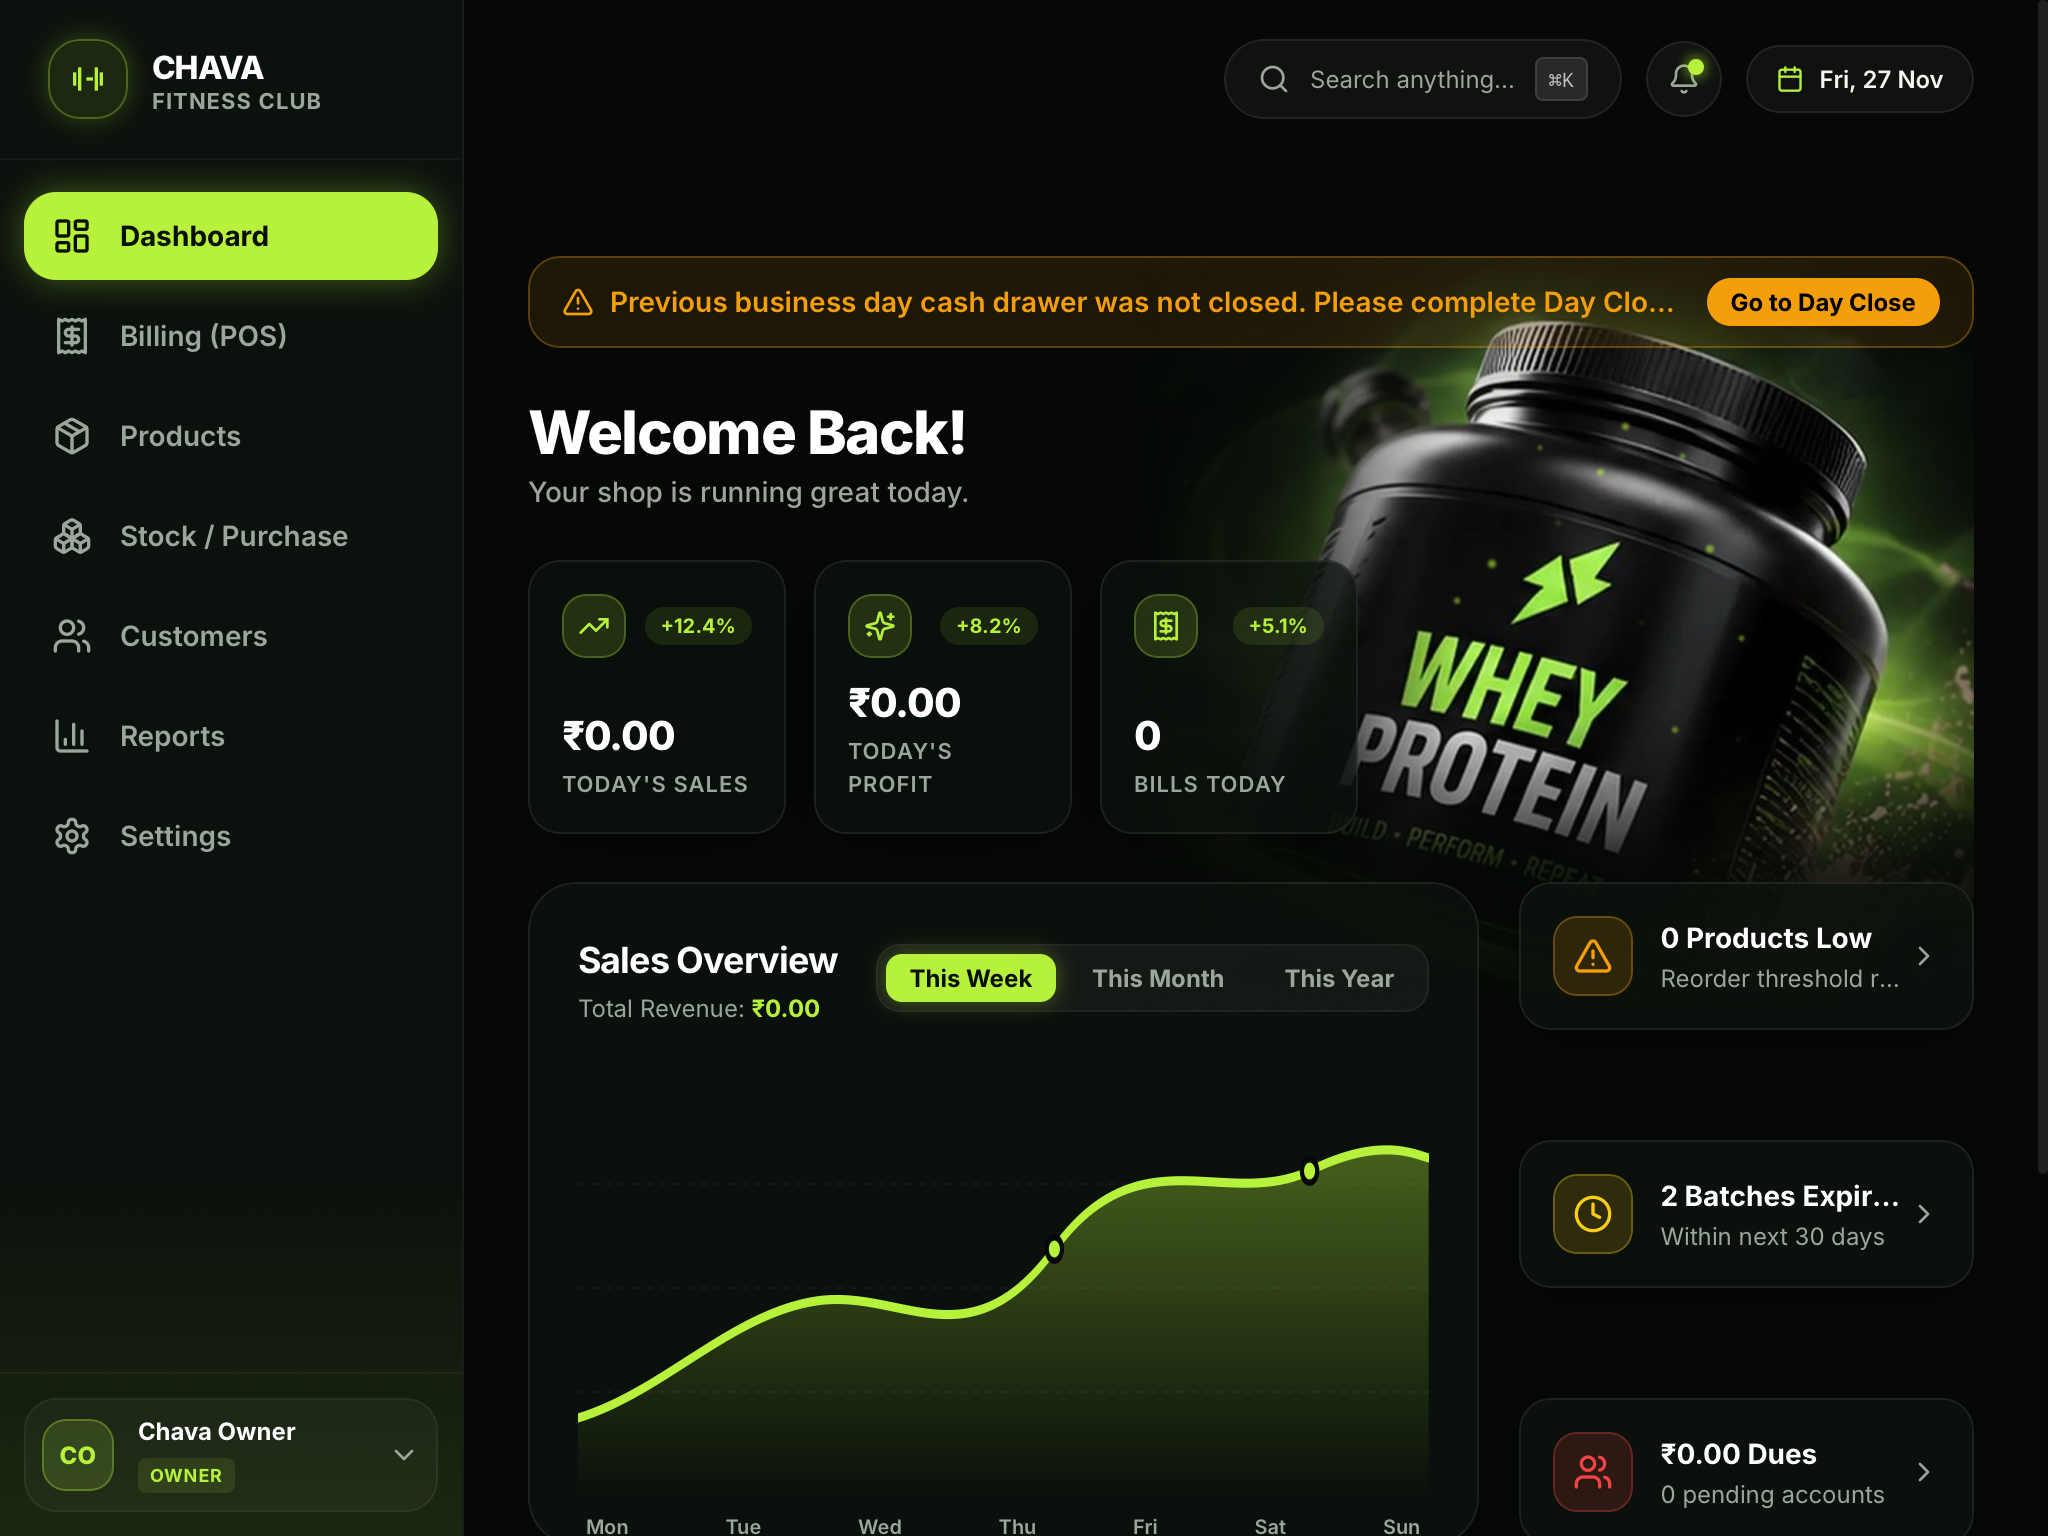 CHAVA
FITNESS CLUB
Search anything...
⌘K
Fri, 27 Nov
Dashboard
Billing (POS)
Products
Stock / Purchase
Customers
Reports
Settings
Chava Owner
CO
OWNER
Previous business day cash drawer was not closed. Please complete Day Clo...
Go to Day Close
Welcome Back!
Your shop is running great today.
+12.4%
₹0.00
TODAY'S SALES
+8.2%
₹0.00
TODAY'S
PROFIT
+5.1%
0
BILLS TODAY
WHEY
PROTEIN
BUILD • PERFORM • REPEAT
Sales Overview
Total Revenue: ₹0.00
This Week
This Month
This Year
Mon
Tue
Wed
Thu
Fri
Sat
Sun
0 Products Low
Reorder threshold r...
2 Batches Expir...
Within next 30 days
₹0.00 Dues
0 pending accounts